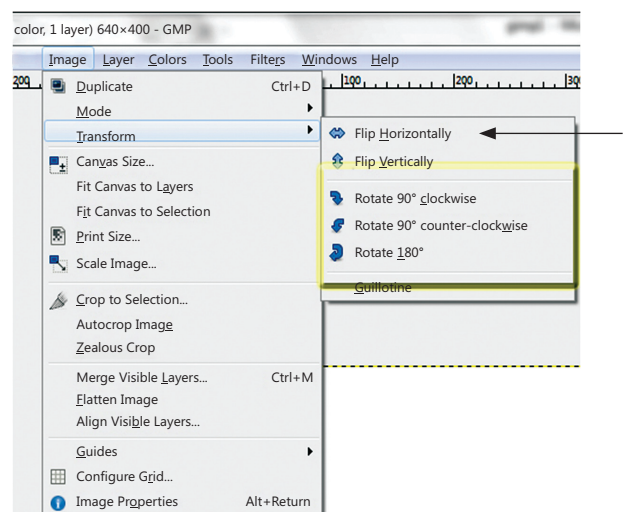 color, 1 layer) 640×400 - GMP
Image Layer Colors Tools Filters Windows Help
200 100 200
Duplicate Ctrl+D
Mode
Transform
Canvas Size...
Fit Canvas to Layers
Fit Canvas to Selection
Print Size...
Scale Image...
Crop to Selection...
Autocrop Image
Zealous Crop
Merge Visible Layers... Ctrl+M
Flatten Image
Align Visible Layers...
Guides
Configure Grid...
Image Properties Alt+Return
Flip Horizontally
Flip Vertically
Rotate 90° clockwise
Rotate 90° counter-clockwise
Rotate 180°
Guillotine